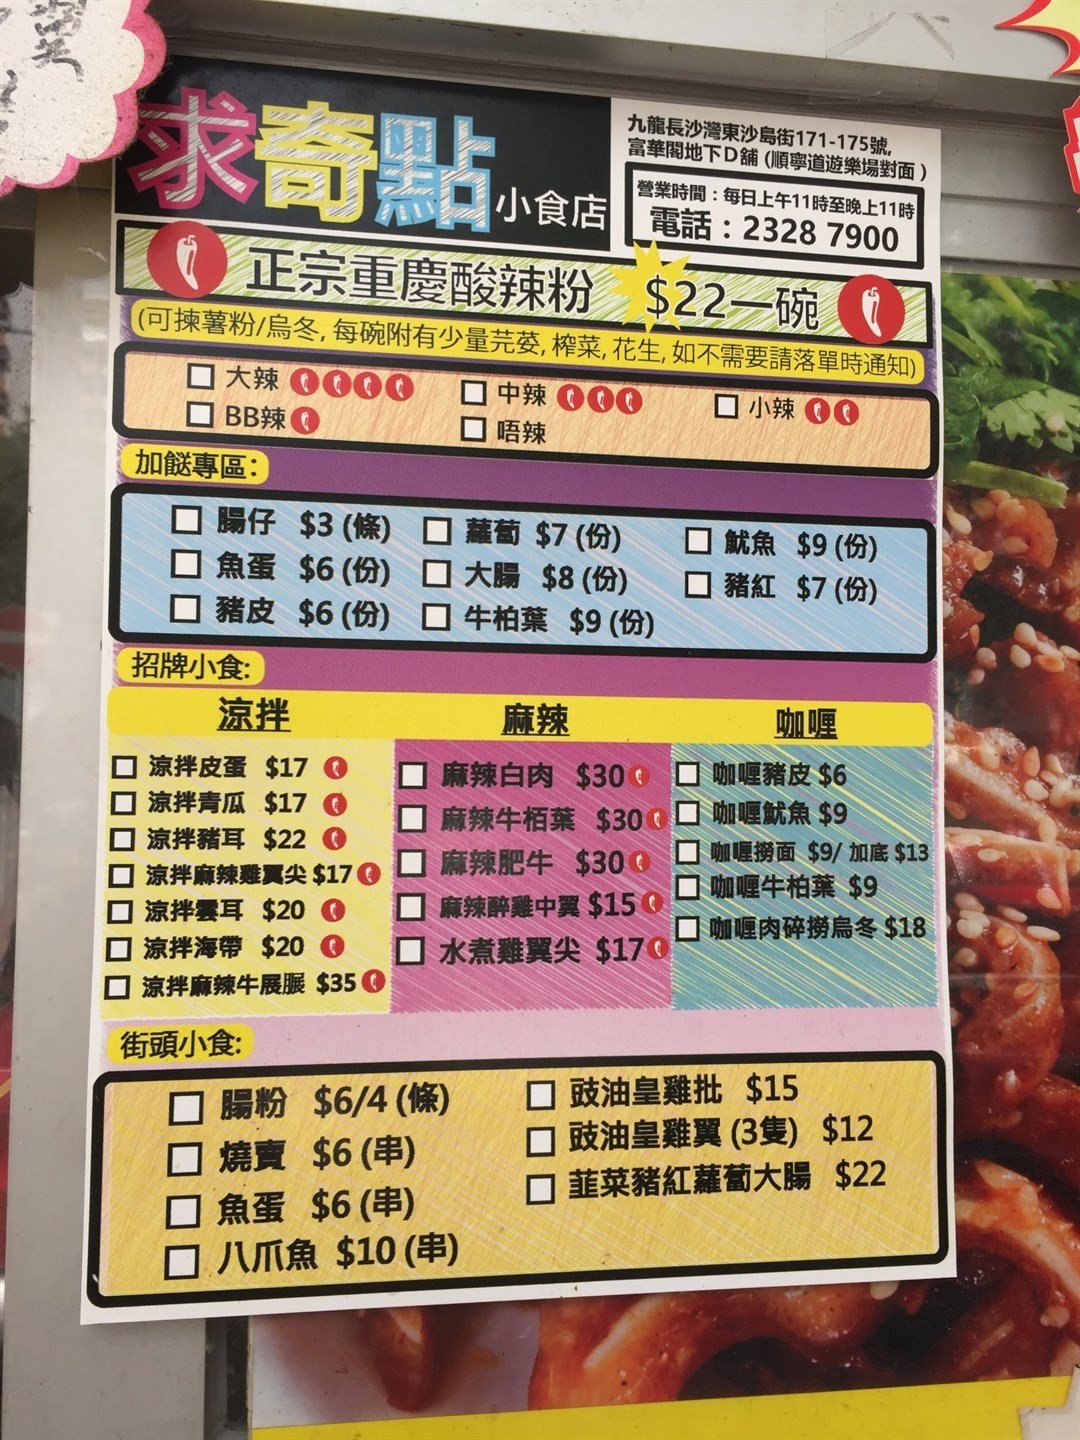 求奇點小食店
九龍長沙灣東沙島街171-175號,
富華閣地下D舖 (順寧道遊樂場對面)
營業時間：每日上午11時至晚上11時
電話：2328 7900
正宗重慶酸辣粉 $22一碗
(可揀薯粉/烏冬, 每碗附有少量芫荽, 榨菜, 花生, 如不需要請落單時通知)
大辣 中辣 小辣
BB辣 唔辣
加餸專區:
腸仔 $3 (條) 蘿蔔 $7 (份) 魷魚 $9 (份)
魚蛋 $6 (份) 大腸 $8 (份) 豬紅 $7 (份)
豬皮 $6 (份) 牛柏葉 $9 (份)
招牌小食:
涼拌 麻辣 咖喱
涼拌皮蛋 $17
涼拌青瓜 $17
涼拌豬耳 $22
涼拌麻辣雞翼尖 $17
涼拌雲耳 $20
涼拌海帶 $20
涼拌麻辣牛展脹 $35
麻辣白肉 $30
麻辣牛栢葉 $30
麻辣肥牛 $30
麻辣醉雞中翼 $15
水煮雞翼尖 $17
咖喱豬皮 $6
咖喱魷魚 $9
咖喱撈面 $9/ 加底 $13
咖喱牛柏葉 $9
咖喱肉碎撈烏冬 $18
街頭小食:
腸粉 $6/4 (條)
燒賣 $6 (串)
魚蛋 $6 (串)
八爪魚 $10 (串)
豉油皇雞批 $15
豉油皇雞翼 (3隻) $12
韮菜豬紅蘿蔔大腸 $22